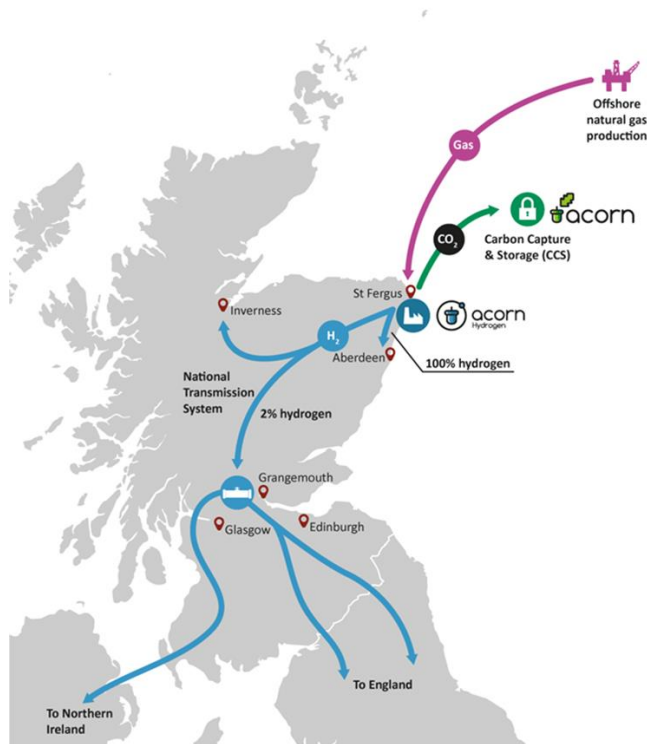 Offshore
natural gas
production
Gas
acorn
CO₂
Carbon Capture
& Storage (CCS)
St Fergus
acorn
Hydrogen
Inverness
H₂
Aberdeen
100% hydrogen
National
Transmission
System
2% hydrogen
Grangemouth
Glasgow
Edinburgh
To England
To Northern
Ireland